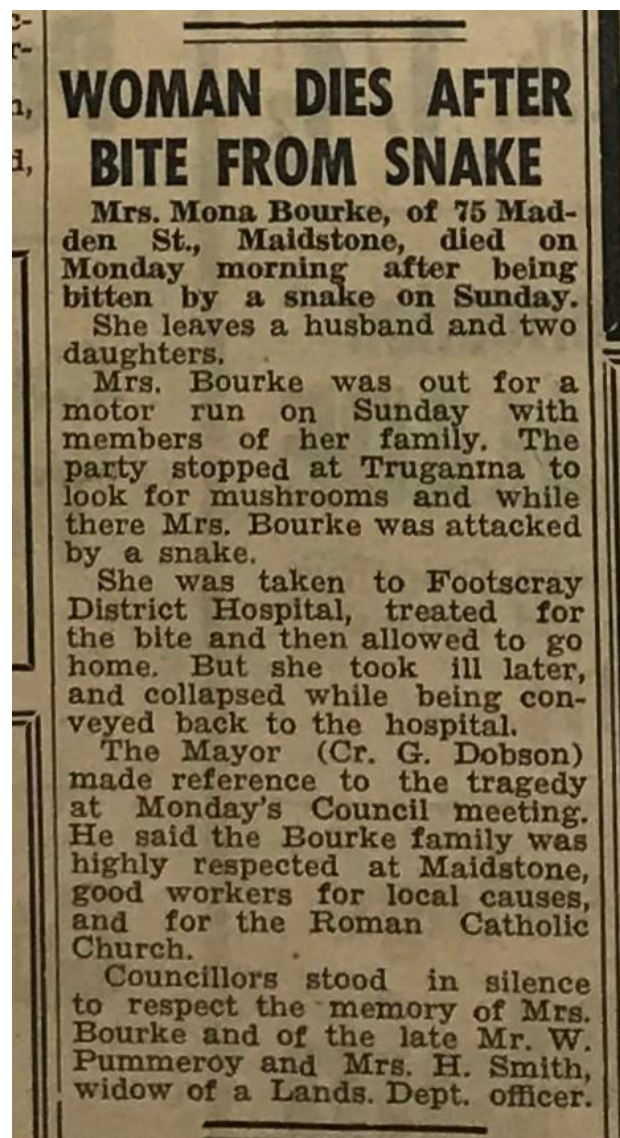 c-
r-
n,
d,
WOMAN DIES AFTER
BITE FROM SNAKE
Mrs. Mona Bourke, of 75 Mad-
den St., Maidstone, died on
Monday morning after being
bitten by a snake on Sunday.
She leaves a husband and two
daughters.
Mrs. Bourke was out for a
motor run on Sunday with
members of her family. The
party stopped at Truganina to
look for mushrooms and while
there Mrs. Bourke was attacked
by a snake.
She was taken to Footscray
District Hospital, treated for
the bite and then allowed to go
home. But she took ill later,
and collapsed while being con-
veyed back to the hospital.
The Mayor (Cr. G. Dobson)
made reference to the tragedy
at Monday's Council meeting.
He said the Bourke family was
highly respected at Maidstone,
good workers for local causes,
and for the Roman Catholic
Church.
Councillors stood in silence
to respect the memory of Mrs.
Bourke and of the late Mr. W.
Pummeroy and Mrs. H. Smith,
widow of a Lands. Dept. officer.